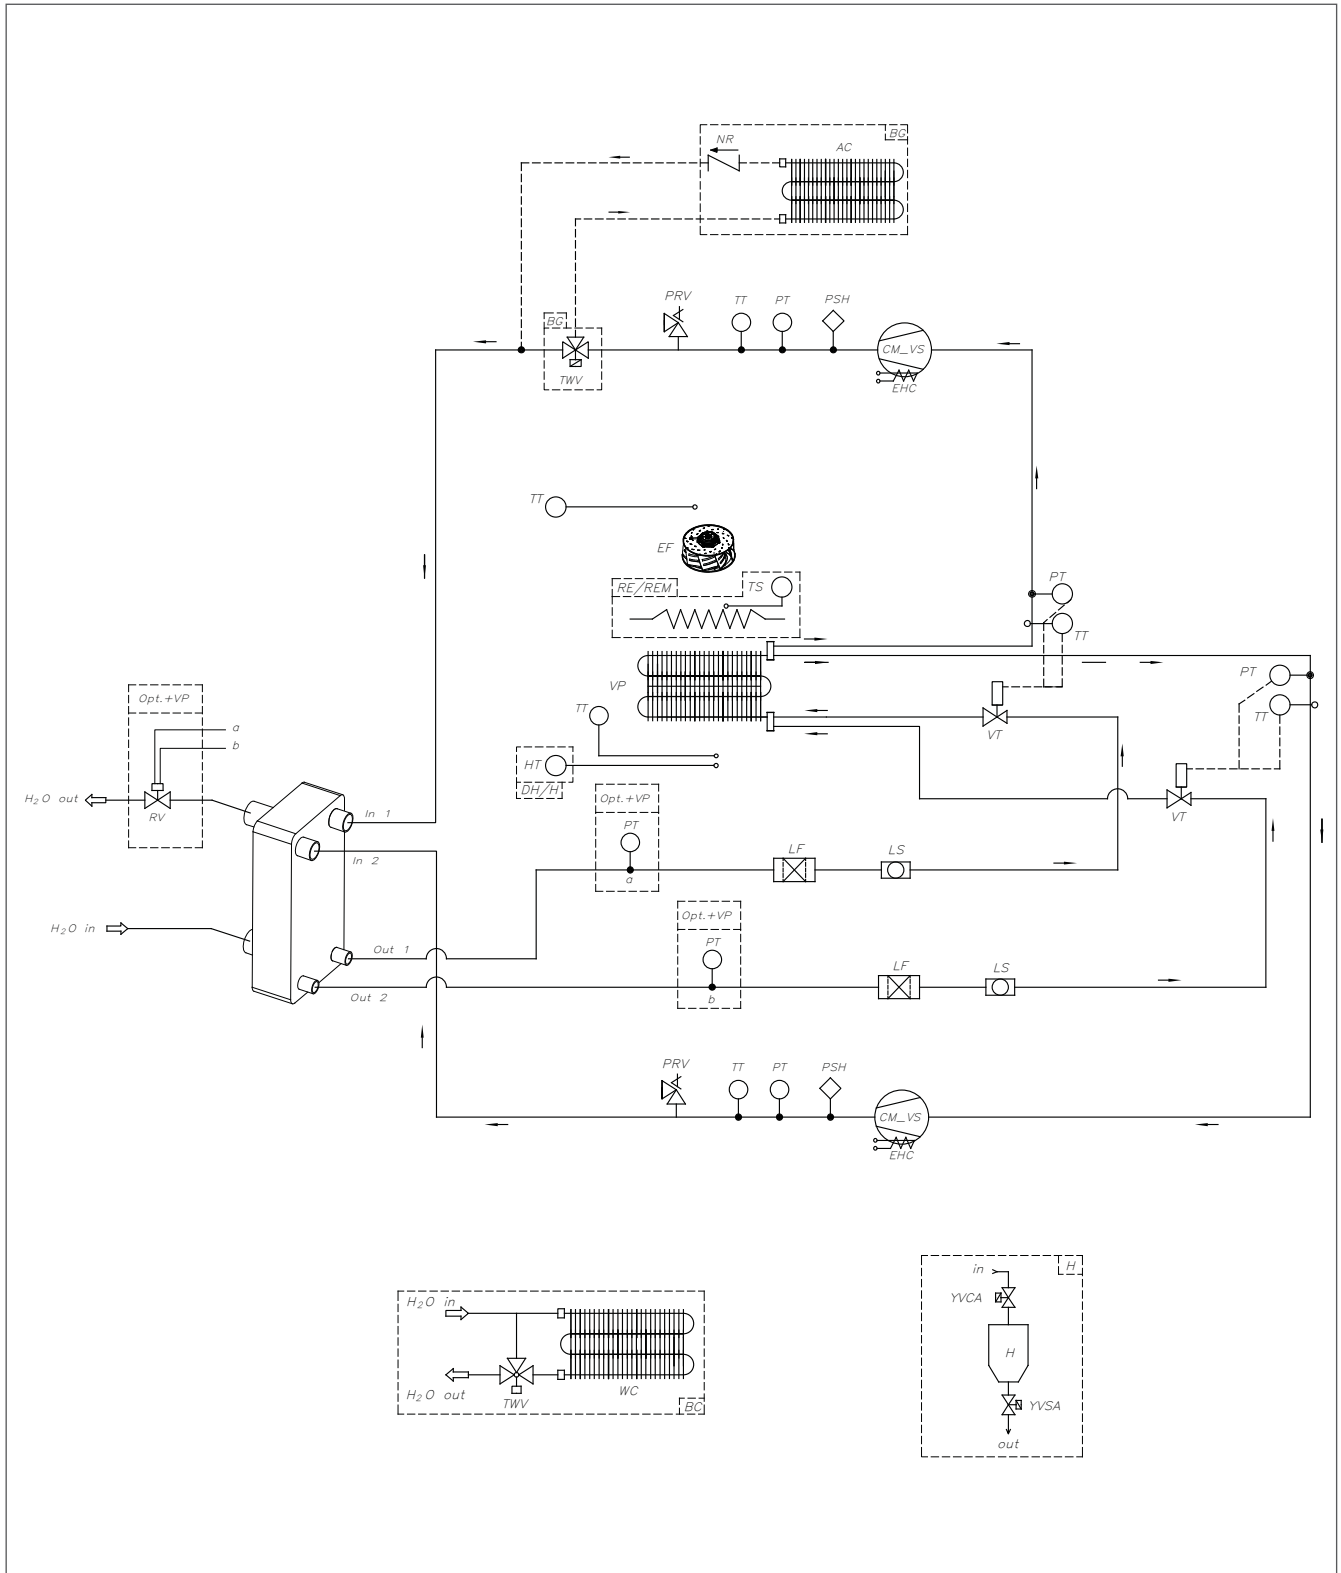 NR
AC
BG
PRV
TT
PT
PSH
BG
CM_VS
TWV
EHC
TT
EF
RE/REM
TS
PT
TT
VP
PT
Opt.+VP
TT
TT
a
VT
b
HT
DH/H
H₂O out
Opt.+VP
RV
In 1
VT
PT
LF
LS
In 2
a
Opt.+VP
H₂O in
PT
Out 1
LF
LS
Out 2
b
PRV
TT
PT
PSH
CM_VS
EHC
in
H
H₂O in
YVCA
H
WC
H₂O out
TWV
BC
YVSA
out